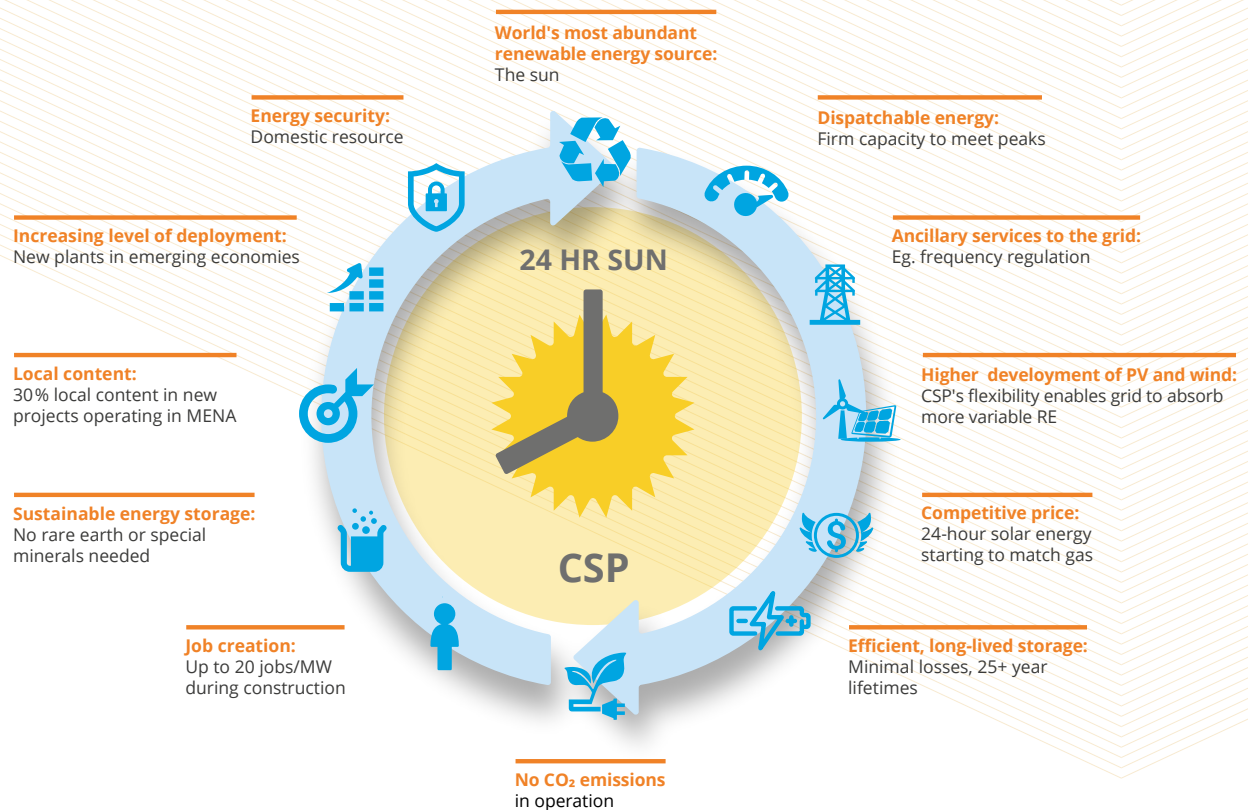 World's most abundant
renewable energy source:
The sun
Dispatchable energy:
Firm capacity to meet peaks
Ancillary services to the grid:
Eg. frequency regulation
Higher develoyment of PV and wind:
CSP's flexibility enables grid to absorb
more variable RE
Competitive price:
24-hour solar energy
starting to match gas
Efficient, long-lived storage:
Minimal losses, 25+ year
lifetimes
No CO₂ emissions
in operation
Job creation:
Up to 20 jobs/MW
during construction
Sustainable energy storage:
No rare earth or special
minerals needed
Local content:
30% local content in new
projects operating in MENA
Increasing level of deployment:
New plants in emerging economies
Energy security:
Domestic resource
24 HR SUN
CSP
$